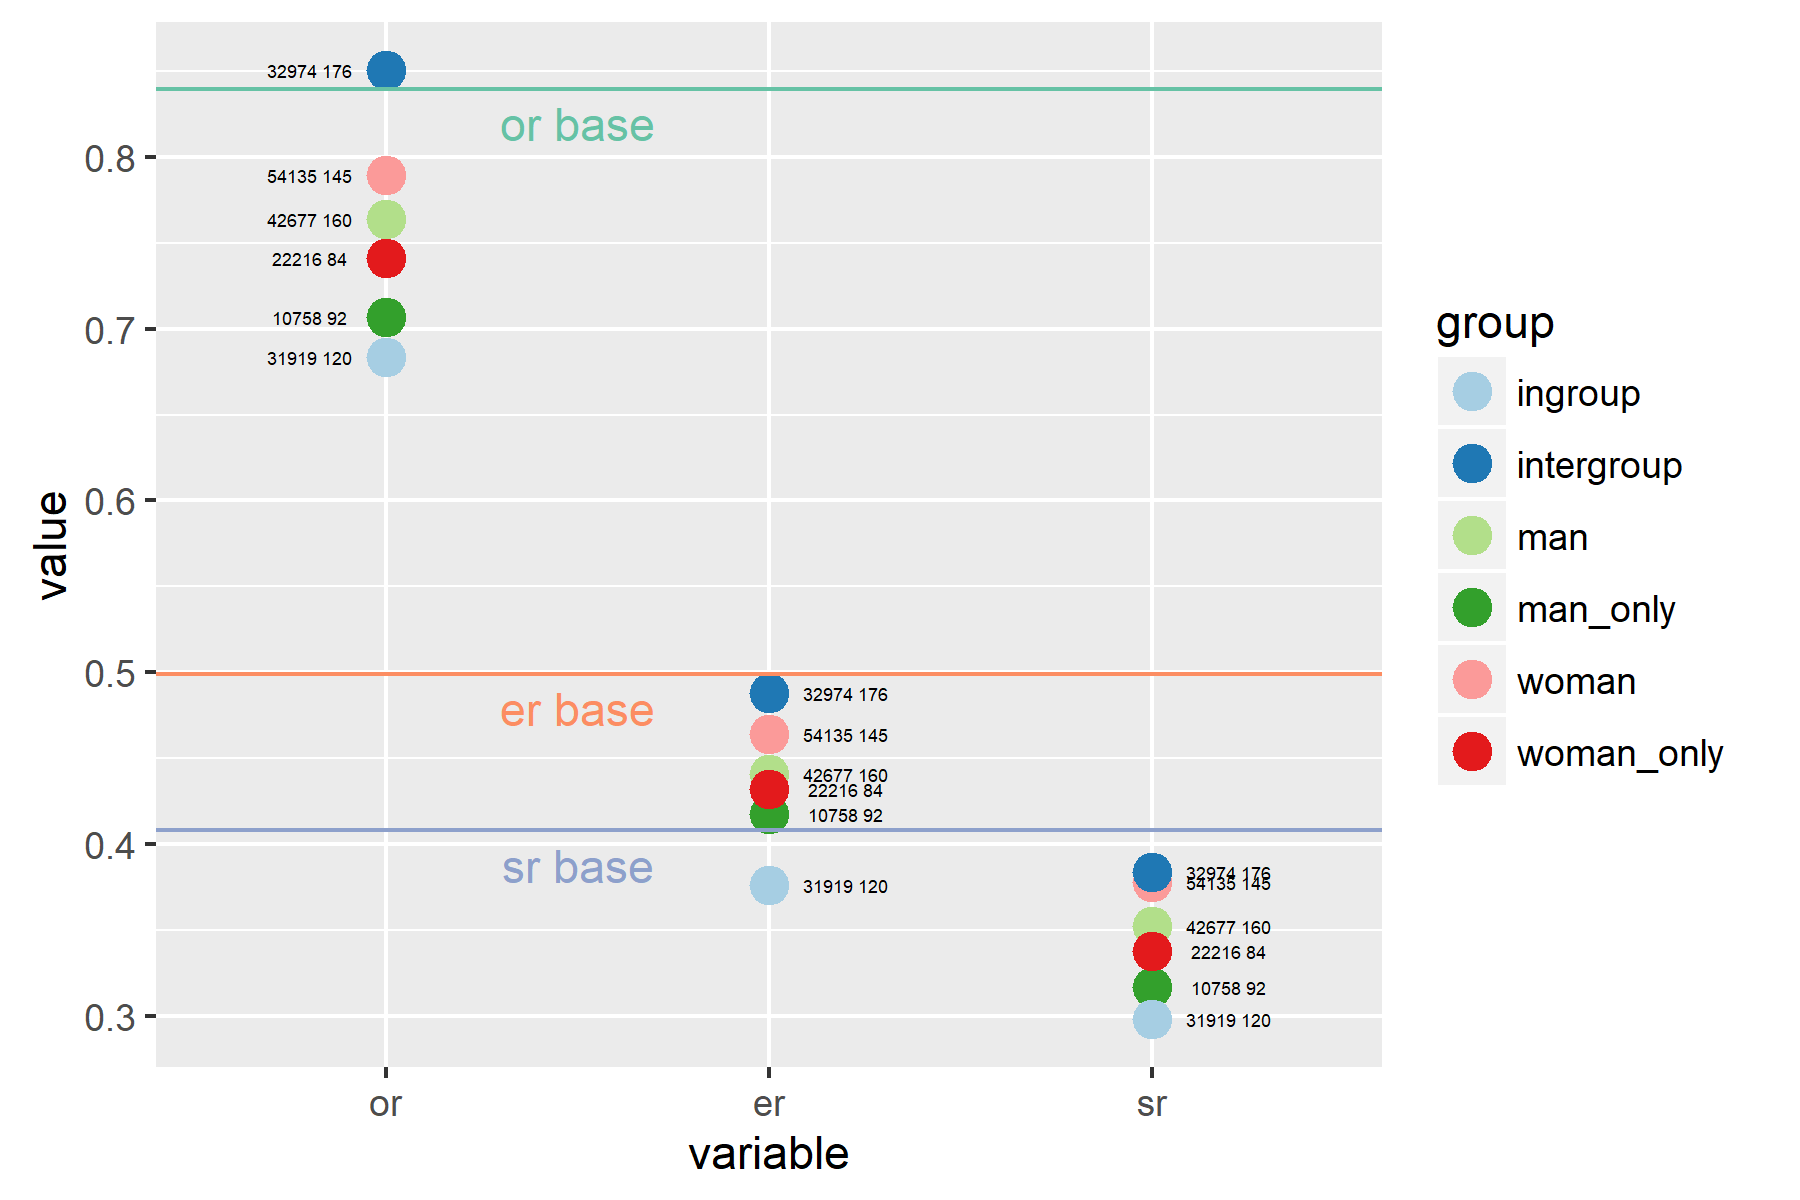 32974 176
or base
0.8
54135 145
42677 160
22216 84
10758 92
0.7
31919 120
0.6
value
0.5
er base
32974 176
54135 145
42677 160
22216 84
10758 92
0.4
sr base
31919 120
32974 176
54135 145
42677 160
22216 84
10758 92
0.3
31919 120
or er sr
variable
group
ingroup
intergroup
man
man_only
woman
woman_only